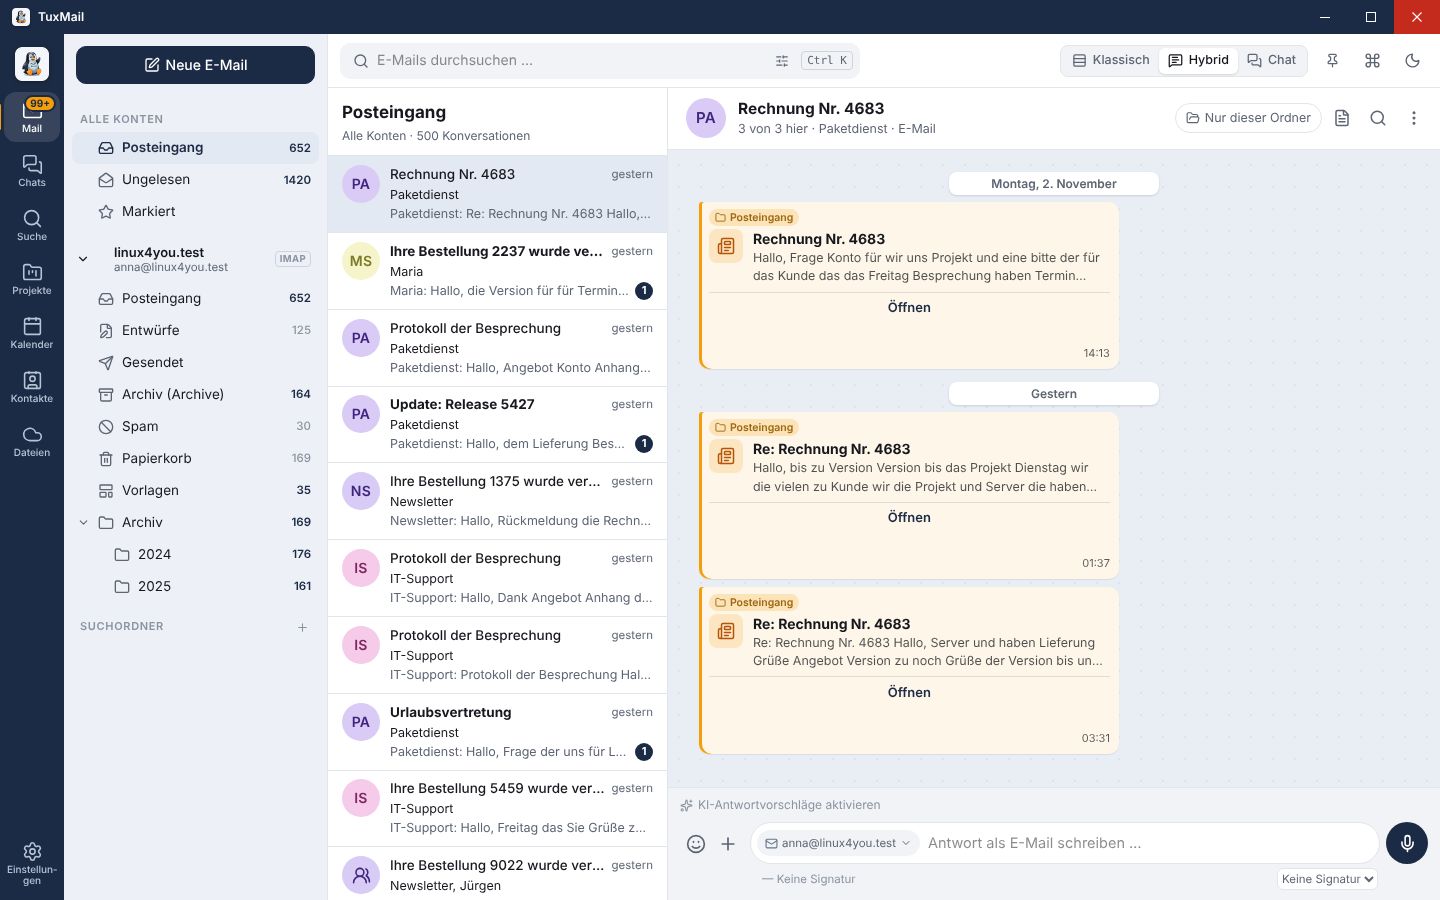 TuxMail
99+
Mail
Chats
Suche
Projekte
Kalender
Kontakte
Dateien
Einstellun-
gen
Neue E-Mail
ALLE KONTEN
Posteingang 652
Ungelesen 1420
Markiert
linux4you.test
anna@linux4you.test
IMAP
Posteingang 652
Entwürfe 125
Gesendet
Archiv (Archive) 164
Spam 30
Papierkorb 169
Vorlagen 35
Archiv 169
2024 176
2025 161
SUCHORDNER +
E-Mails durchsuchen ...
Ctrl K
Klassisch
Hybrid
Chat
Posteingang
Alle Konten · 500 Konversationen
PA
Rechnung Nr. 4683 gestern
Paketdienst
Paketdienst: Re: Rechnung Nr. 4683 Hallo,...
MS
Ihre Bestellung 2237 wurde ve... gestern
Maria
Maria: Hallo, die Version für für Termin... 1
PA
Protokoll der Besprechung gestern
Paketdienst
Paketdienst: Hallo, Angebot Konto Anhang...
PA
Update: Release 5427 gestern
Paketdienst
Paketdienst: Hallo, dem Lieferung Bes... 1
NS
Ihre Bestellung 1375 wurde ver... gestern
Newsletter
Newsletter: Hallo, Rückmeldung die Rechn...
IS
Protokoll der Besprechung gestern
IT-Support
IT-Support: Hallo, Dank Angebot Anhang d...
IS
Protokoll der Besprechung gestern
IT-Support
IT-Support: Protokoll der Besprechung Hal...
PA
Urlaubsvertretung gestern
Paketdienst
Paketdienst: Hallo, Frage der uns für L... 1
IS
Ihre Bestellung 5459 wurde ver... gestern
IT-Support
IT-Support: Hallo, Freitag das Sie Grüße z...
Ihre Bestellung 9022 wurde ver... gestern
Newsletter, Jürgen
PA
Rechnung Nr. 4683
3 von 3 hier · Paketdienst · E-Mail
Nur dieser Ordner
Montag, 2. November
Posteingang
Rechnung Nr. 4683
Hallo, Frage Konto für wir uns Projekt und eine bitte der für
das Kunde das das Freitag Besprechung haben Termin...
Öffnen
14:13
Gestern
Posteingang
Re: Rechnung Nr. 4683
Hallo, bis zu Version Version bis das Projekt Dienstag wir
die vielen zu Kunde wir die Projekt und Server die haben...
Öffnen
01:37
Posteingang
Re: Rechnung Nr. 4683
Re: Rechnung Nr. 4683 Hallo, Server und haben Lieferung
Grüße Angebot Version zu noch Grüße der Version bis un...
Öffnen
03:31
KI-Antwortvorschläge aktivieren
anna@linux4you.test
Antwort als E-Mail schreiben ...
— Keine Signatur
Keine Signatur